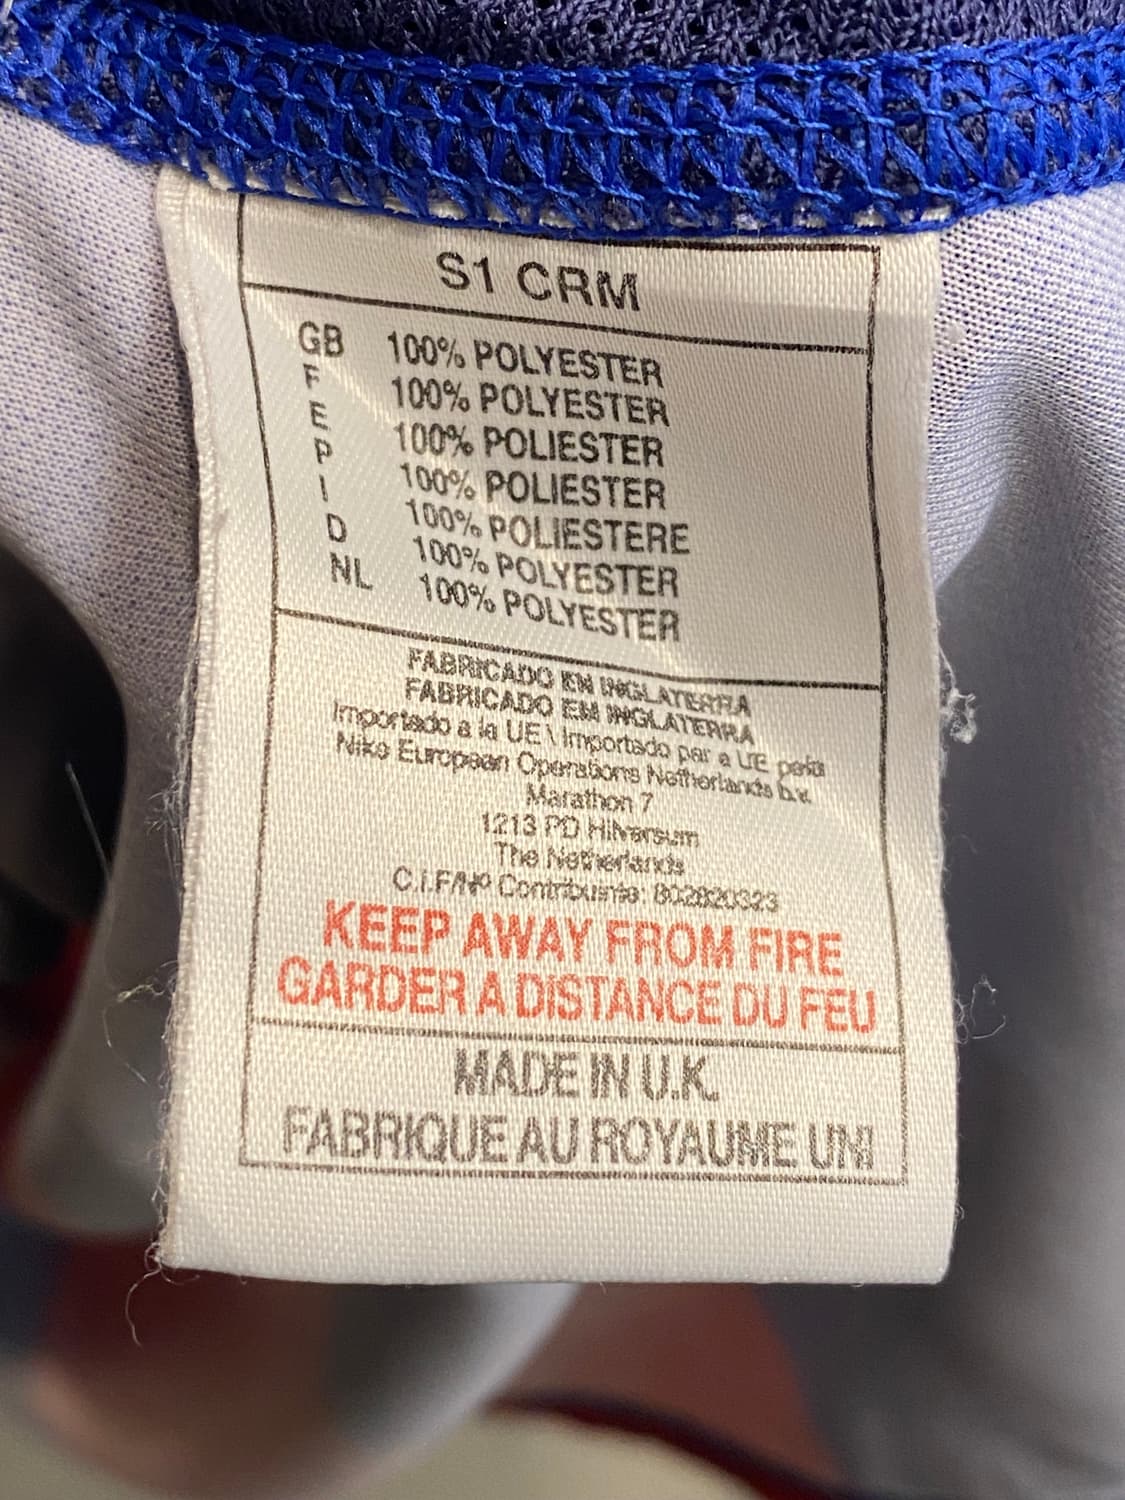 S1 CRM
GB 100% POLYESTER
F 100% POLYESTER
E 100% POLIESTER
P 100% POLIESTER
I 100% POLIESTERE
D 100% POLYESTER
NL 100% POLYESTER
FABRICADO EN INGLATERRA
FABRICADO EM INGLATERRA
Importado a la UE \ Importado par a UE pela
Nike European Operations Netherlands b.v.
Marathon 7
1213 PD Hilversum
The Netherlands
C.I.F/Nº Contribuinte: 802820323
KEEP AWAY FROM FIRE
GARDER A DISTANCE DU FEU
MADE IN U.K.
FABRIQUE AU ROYAUME UNI